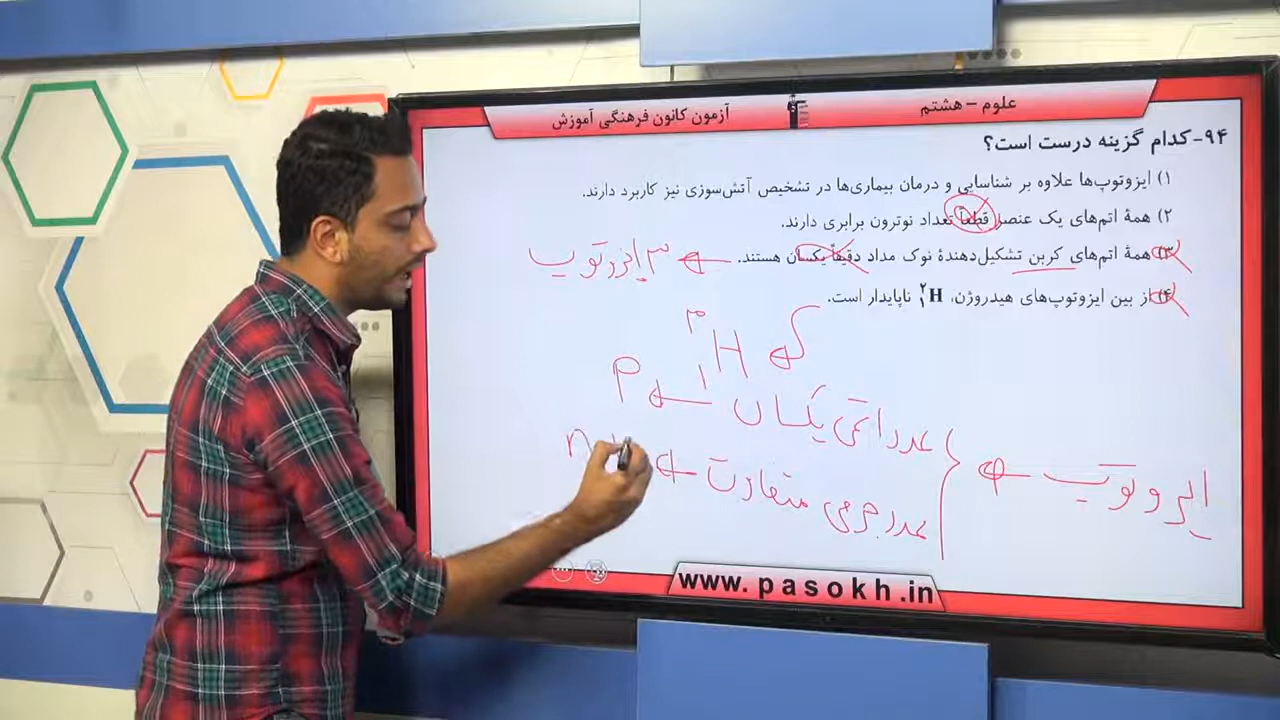 علوم – هشتم
آزمون کانون فرهنگی آموزش
۹۴- کدام گزینه درست است؟
۱) ایزوتوپ‌ها علاوه بر شناسایی و درمان بیماری‌ها در تشخیص آتش‌سوزی نیز کاربرد دارند.
۲) همهٔ اتم‌های یک عنصر قطعاً تعداد نوترون برابری دارند.
۳) همهٔ اتم‌های کربن تشکیل‌دهندهٔ نوک مداد دقیقاً یکسان هستند.
۳ ایزوتوپ
۴) از بین ایزوتوپ‌های هیدروژن، ²₁H ناپایدار است.
³₁H
ایزوتوپ
عدد اتمی یکسان
p
عدد جرمی متفاوت
n
www.pasokh.in